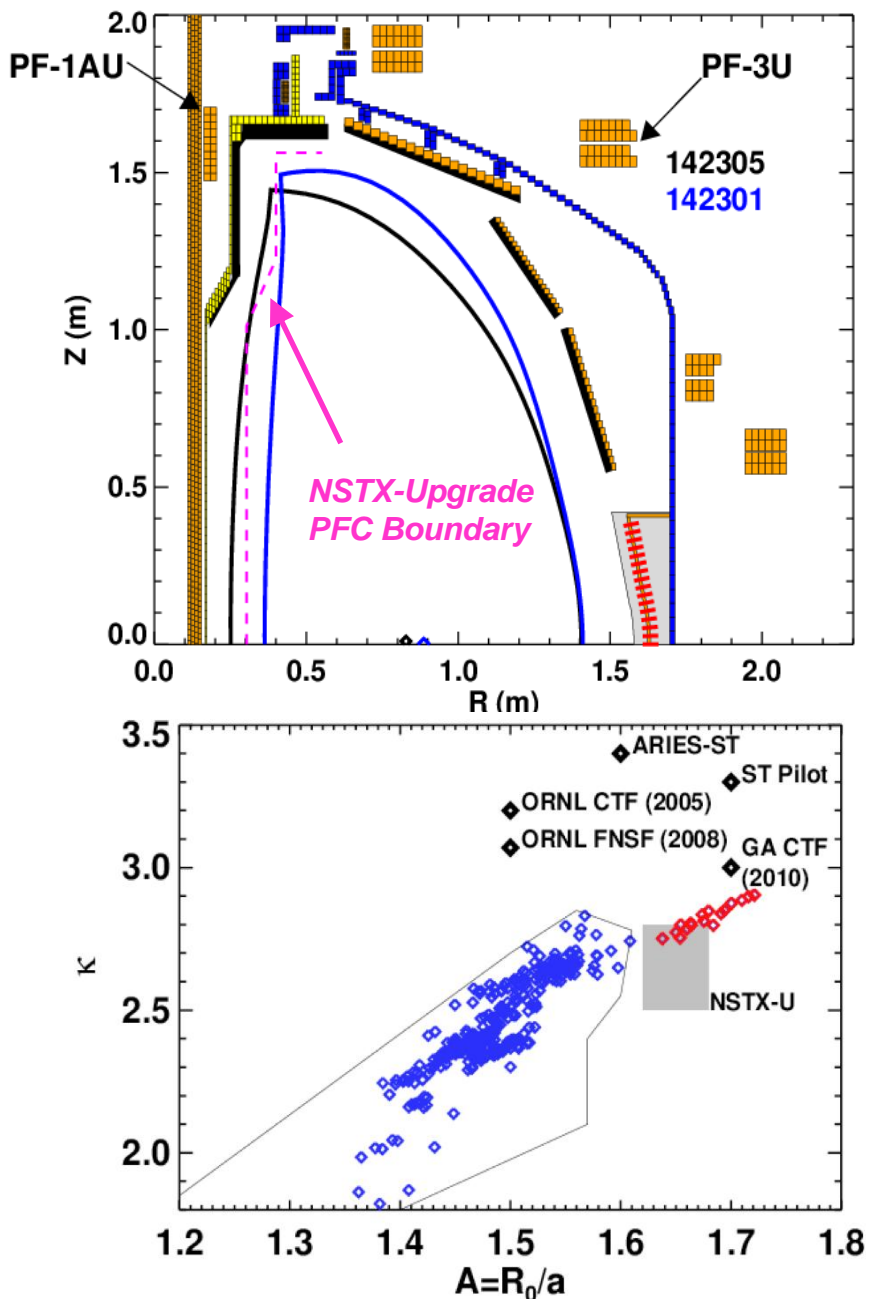 2.0
PF-1AU
PF-3U
142305
142301
1.5
Z (m)
1.0
NSTX-Upgrade
PFC Boundary
0.5
0.0
0.0
0.5
1.0
1.5
2.0
R (m)
3.5
ARIES-ST
ST Pilot
ORNL CTF (2005)
ORNL FNSF (2008)
GA CTF
(2010)
3.0
κ
NSTX-U
2.5
2.0
1.2
1.3
1.4
1.5
1.6
1.7
1.8
A=R₀/a